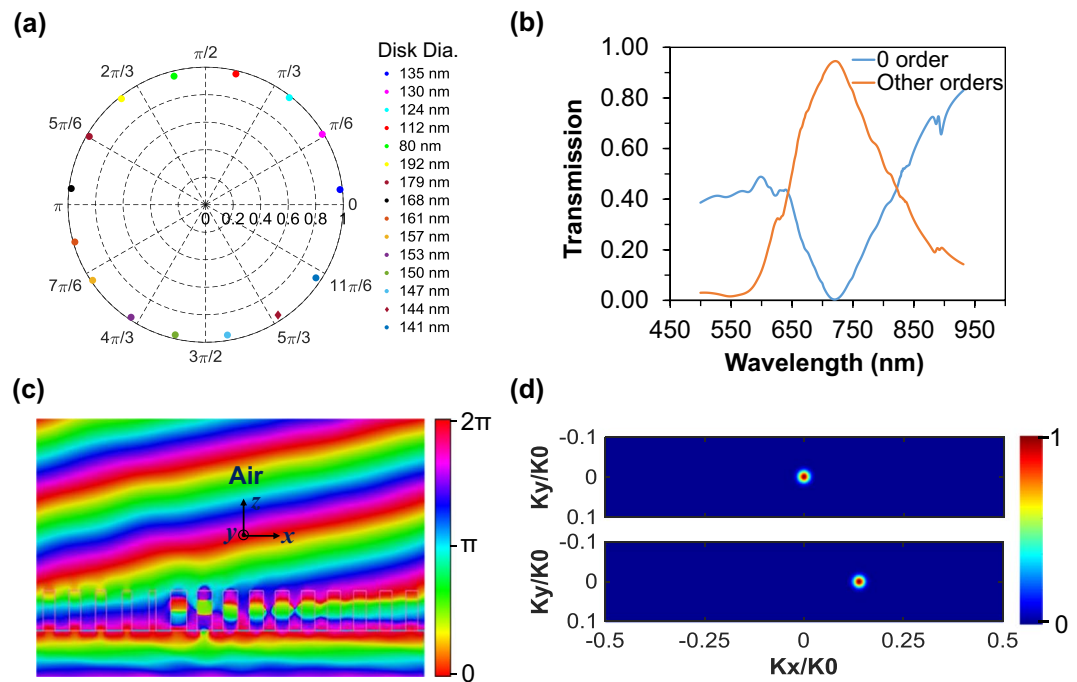 (a)
π/2
2π/3
π/3
5π/6
π/6
π
0
0 0.2 0.4 0.6 0.8 1
7π/6
11π/6
4π/3
5π/3
3π/2
Disk Dia.
135 nm
130 nm
124 nm
112 nm
80 nm
192 nm
179 nm
168 nm
161 nm
157 nm
153 nm
150 nm
147 nm
144 nm
141 nm
(b)
Transmission
1.00
0.80
0.60
0.40
0.20
0.00
0 order
Other orders
450 550 650 750 850 950
Wavelength (nm)
(c)
Air
z
y
x
2π
π
0
(d)
Ky/K0
-0.1
0
0.1
Ky/K0
-0.1
0
0.1
-0.5 -0.25 0 0.25 0.5
Kx/K0
1
0